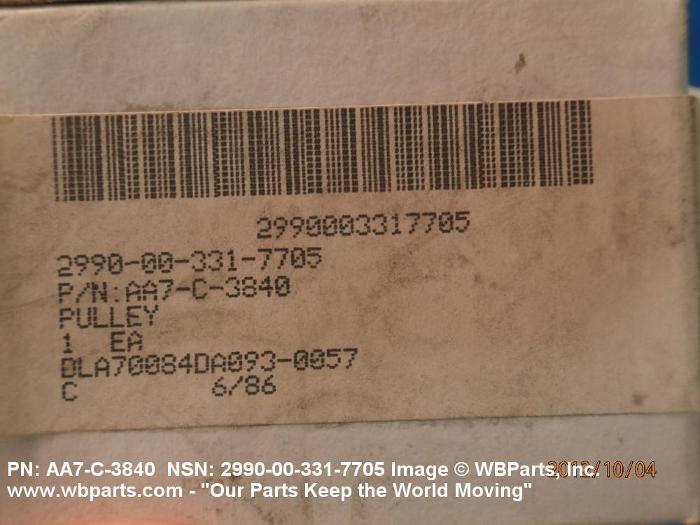 2990003317705
2990-00-331-7705
P/N:AA7-C-3840
PULLEY
1 EA
DLA70084DA093-0057
C 6/86
PN: AA7-C-3840 NSN: 2990-00-331-7705 Image © WBParts, Inc.
2012/10/04
www.wbparts.com - "Our Parts Keep the World Moving"